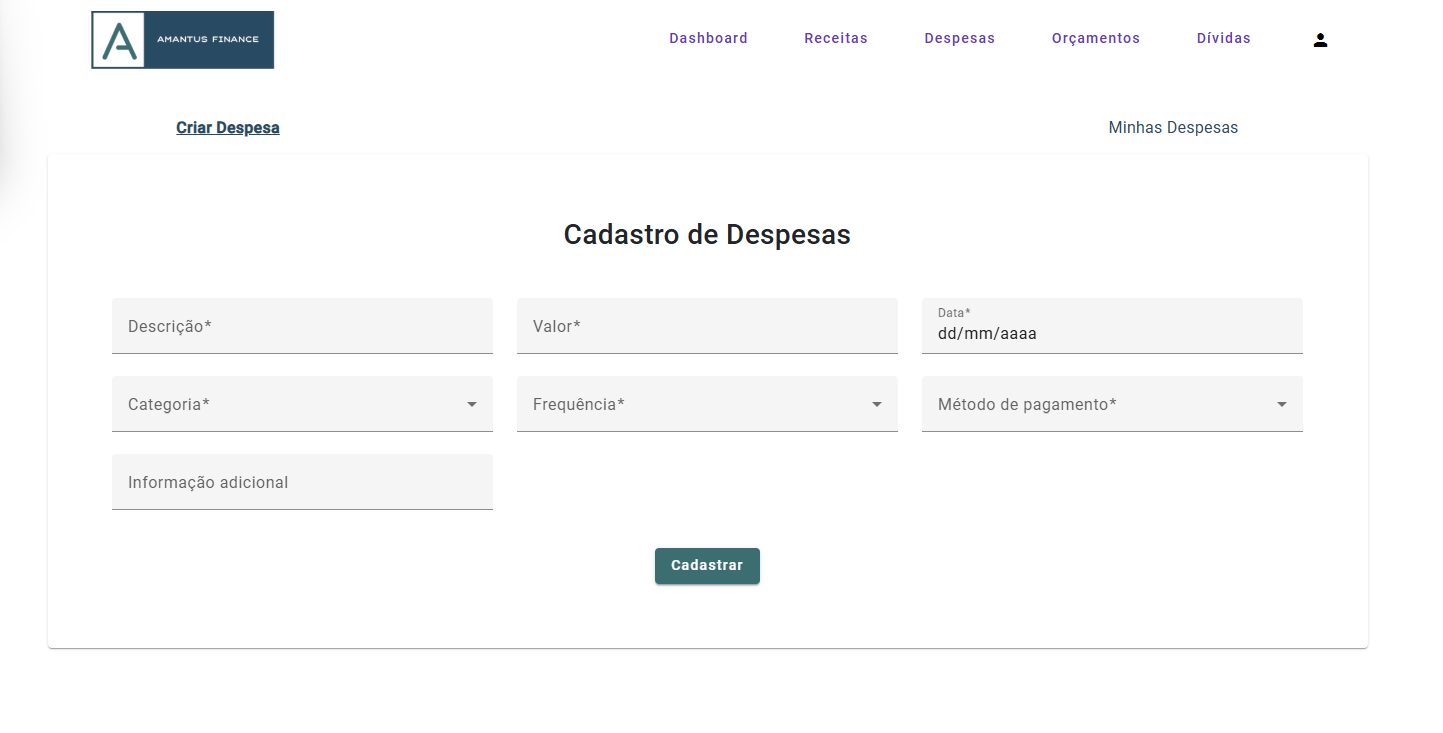 AMANTUS FINANCE
Dashboard Receitas Despesas Orçamentos Dívidas
Criar Despesa Minhas Despesas
Cadastro de Despesas
Descrição* Valor* Data*
dd/mm/aaaa
Categoria* Frequência* Método de pagamento*
Informação adicional
Cadastrar